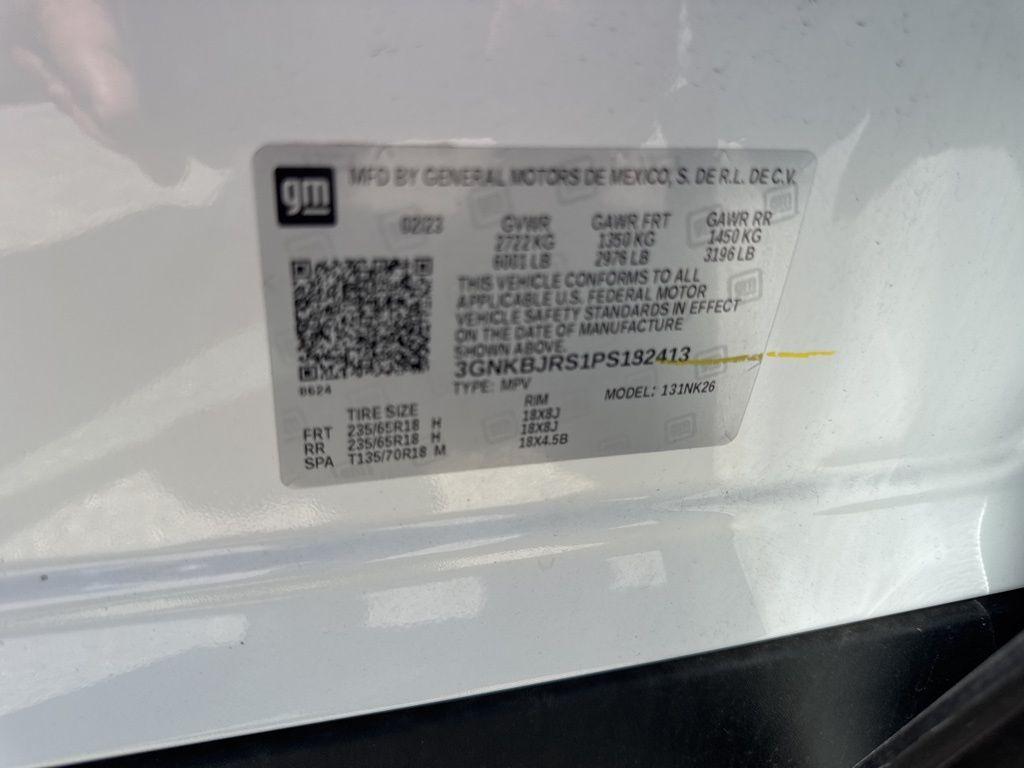 gm
MFD BY GENERAL MOTORS DE MEXICO, S. DE R.L. DE C.V.
02/23 GVWR GAWR FRT GAWR RR
2722 KG 1350 KG 1450 KG
6001 LB 2976 LB 3196 LB
THIS VEHICLE CONFORMS TO ALL
APPLICABLE U.S. FEDERAL MOTOR
VEHICLE SAFETY STANDARDS IN EFFECT
ON THE DATE OF MANUFACTURE
SHOWN ABOVE.
3GNKBJRS1PS192413
TYPE: MPV MODEL: 131NK26
8624
TIRE SIZE RIM
FRT 235/65R18 H 18X8J
RR 235/65R18 H 18X8J
SPA T135/70R18 M 18X4.5B